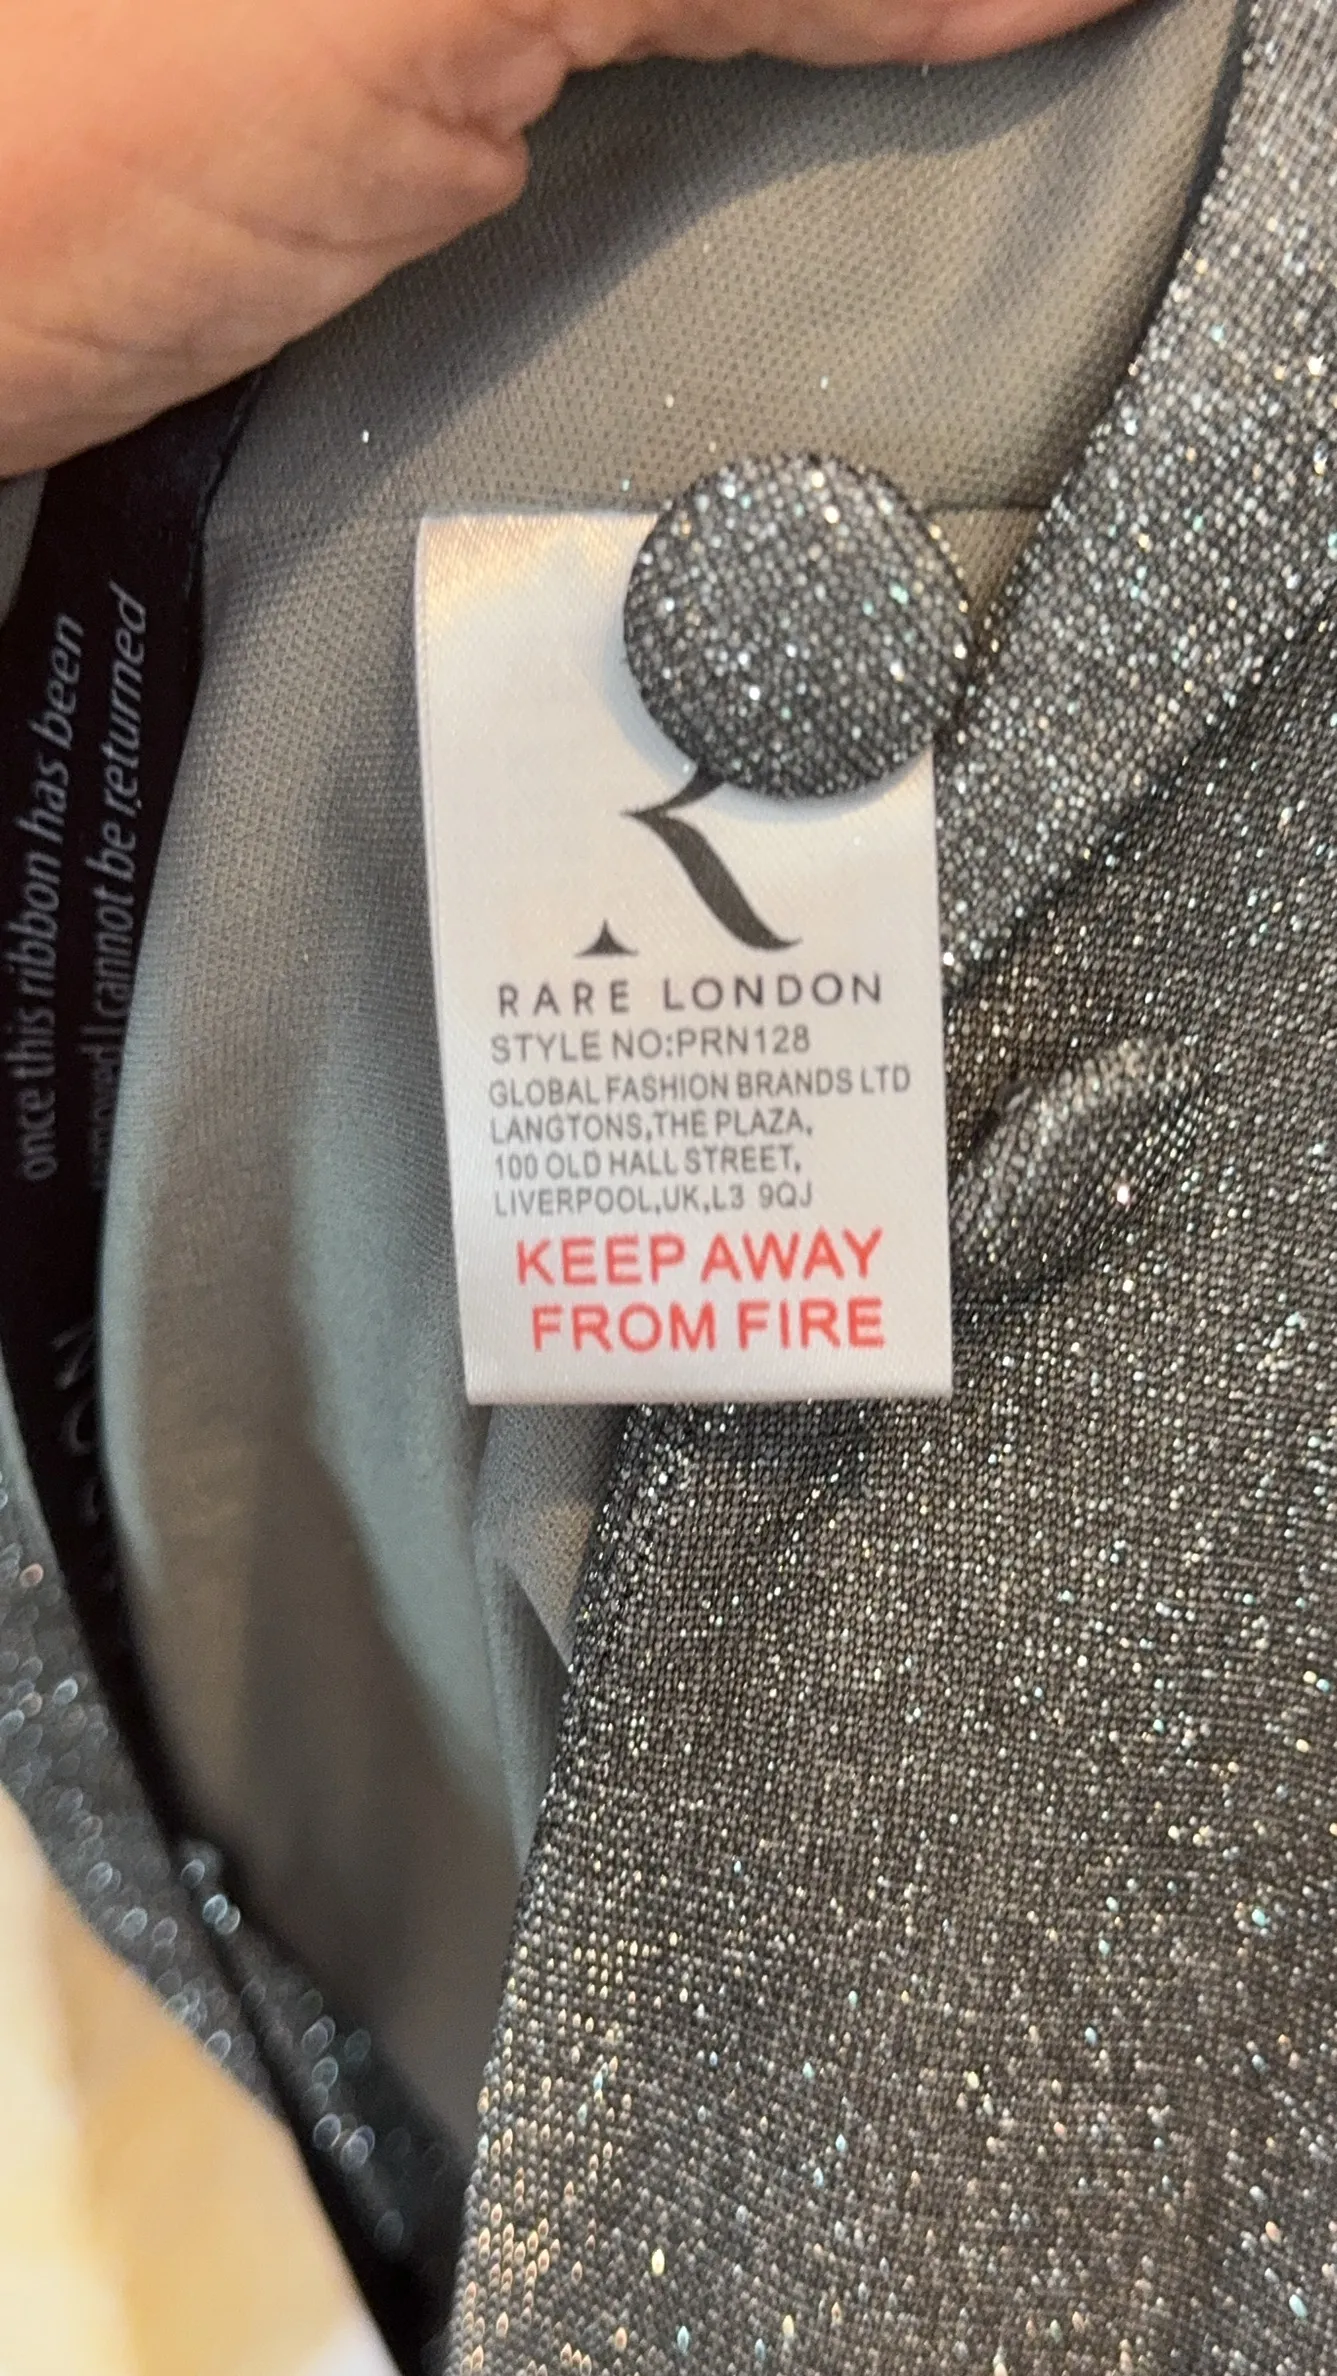 RARE LONDON
STYLE NO:PRN128
GLOBAL FASHION BRANDS LTD
LANGTONS,THE PLAZA,
100 OLD HALL STREET,
LIVERPOOL,UK,L3 9QJ
KEEP AWAY
FROM FIRE
once this ribbon has been
removed I cannot be returned